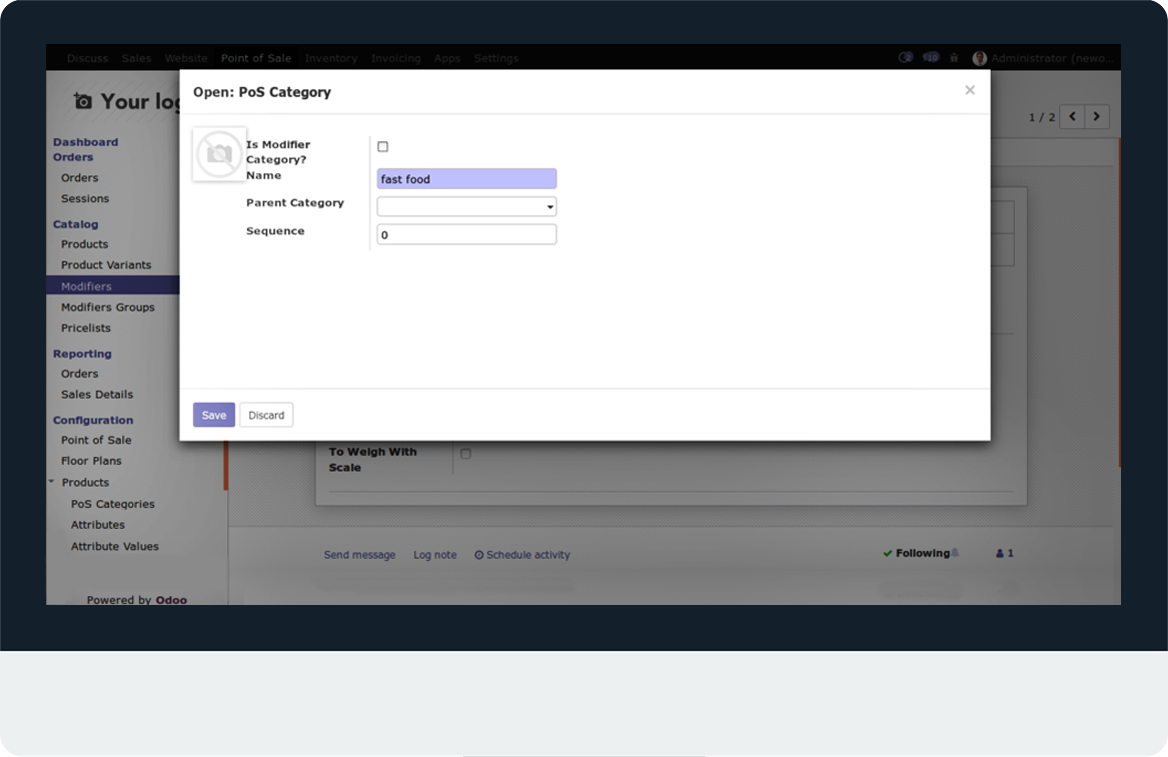 Discuss Sales Website Point of Sale Inventory Invoicing Apps Settings Administrator (newo...
Your log
1 / 2
Open: PoS Category
×
Is Modifier
Category?
Name fast food
Parent Category
Sequence 0
Save Discard
Dashboard
Orders
Orders
Sessions
Catalog
Products
Product Variants
Modifiers
Modifiers Groups
Pricelists
Reporting
Orders
Sales Details
Configuration
Point of Sale
Floor Plans
Products
PoS Categories
Attributes
Attribute Values
Powered by Odoo
To Weigh With
Scale
Send message Log note Schedule activity Following 1